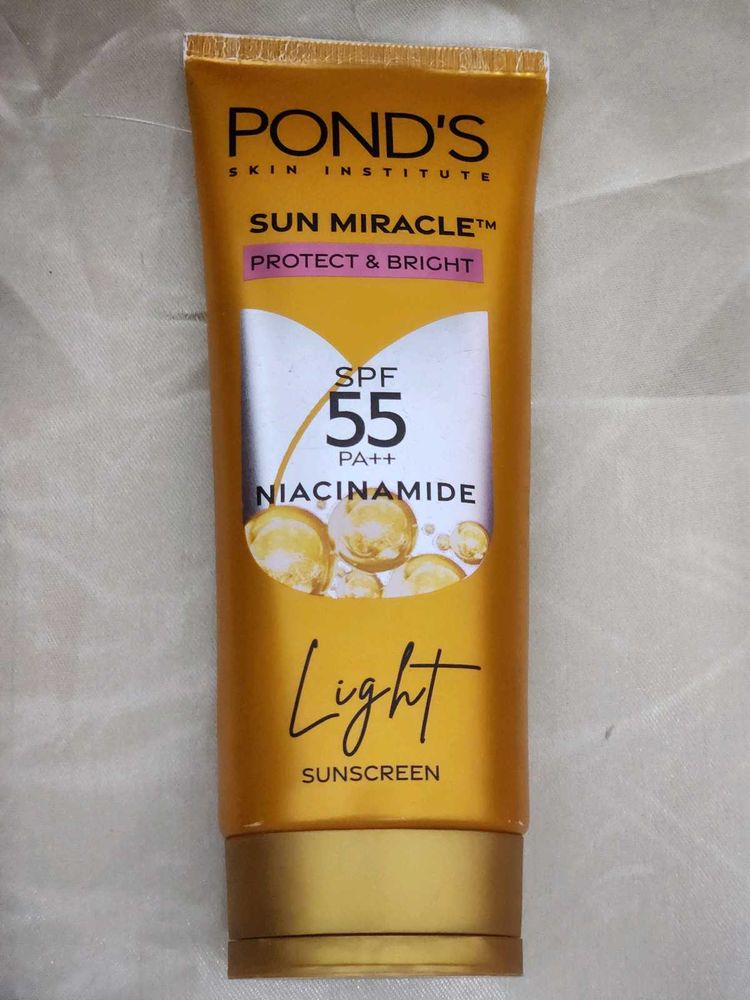 POND'S
SKIN INSTITUTE
SUN MIRACLE™
PROTECT & BRIGHT
SPF
55
PA++
NIACINAMIDE
Light
SUNSCREEN